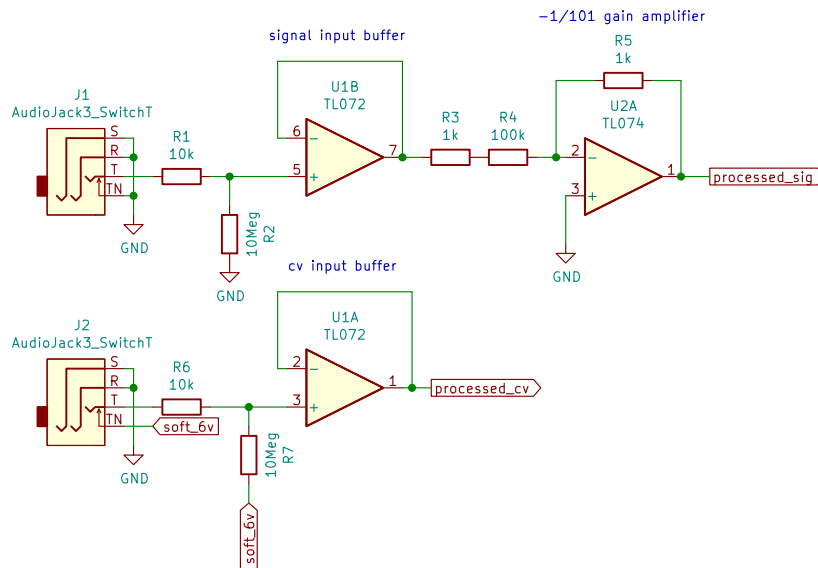 -1/101 gain amplifier
signal input buffer
R5
1k
J1
AudioJack3_SwitchT
U1B
TL072
U2A
TL074
S
R
T
TN
R1
10k
6
5
7
R3
1k
R4
100k
2
3
1
processed_sig
10Meg
R2
GND
GND
GND
cv input buffer
J2
AudioJack3_SwitchT
U1A
TL072
S
R
T
TN
R6
10k
2
3
1
processed_cv
soft_6v
10Meg
R7
GND
soft_6v